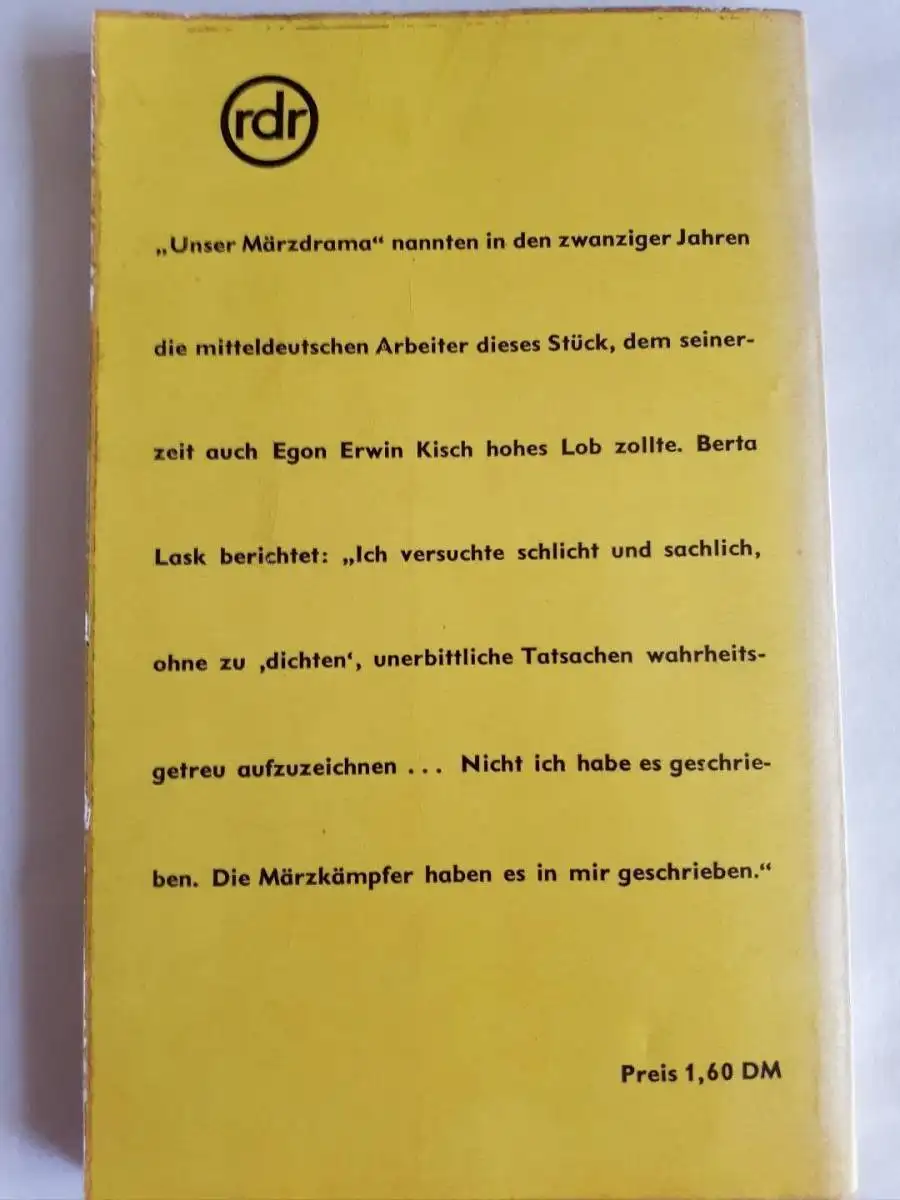 rdr
„Unser Märzdrama“ nannten in den zwanziger Jahren
die mitteldeutschen Arbeiter dieses Stück, dem seiner-
zeit auch Egon Erwin Kisch hohes Lob zollte. Berta
Lask berichtet: „Ich versuchte schlicht und sachlich,
ohne zu ‚dichten‘, unerbittliche Tatsachen wahrheits-
getreu aufzuzeichnen ... Nicht ich habe es geschrie-
ben. Die Märzkämpfer haben es in mir geschrieben.“
Preis 1,60 DM